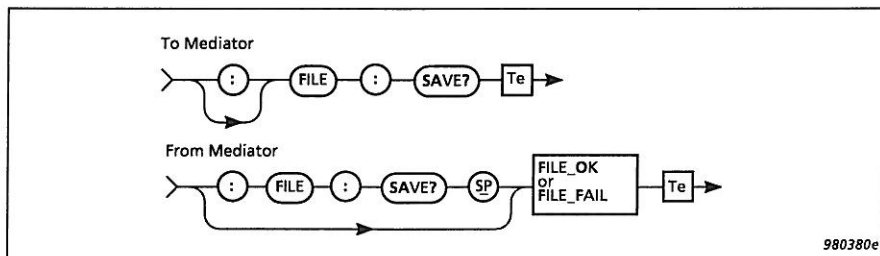 To Mediator
: FILE : SAVE? Te
From Mediator
: FILE : SAVE? SP FILE_OK
or
FILE_FAIL Te
980380e